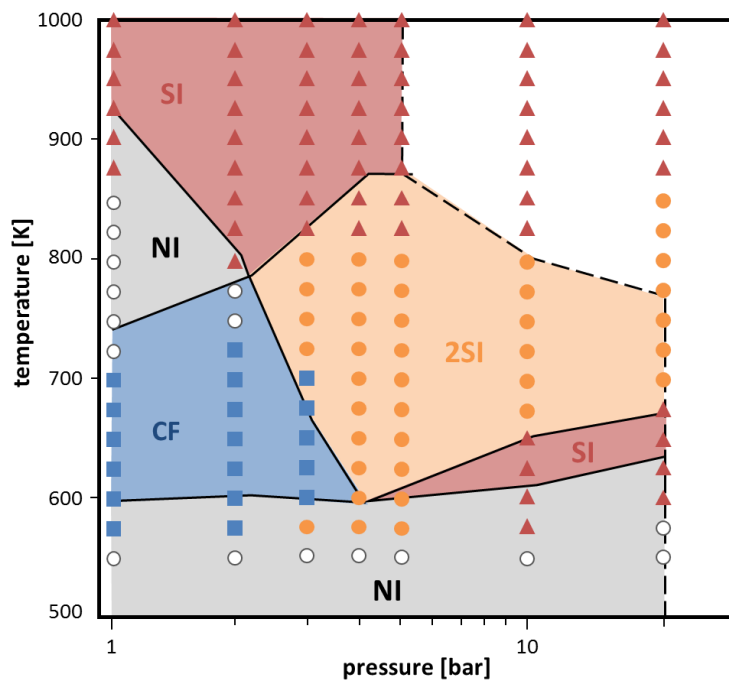 1000
SI
900
NI
800
temperature [K]
2SI
700
CF
SI
600
NI
500
1
10
pressure [bar]